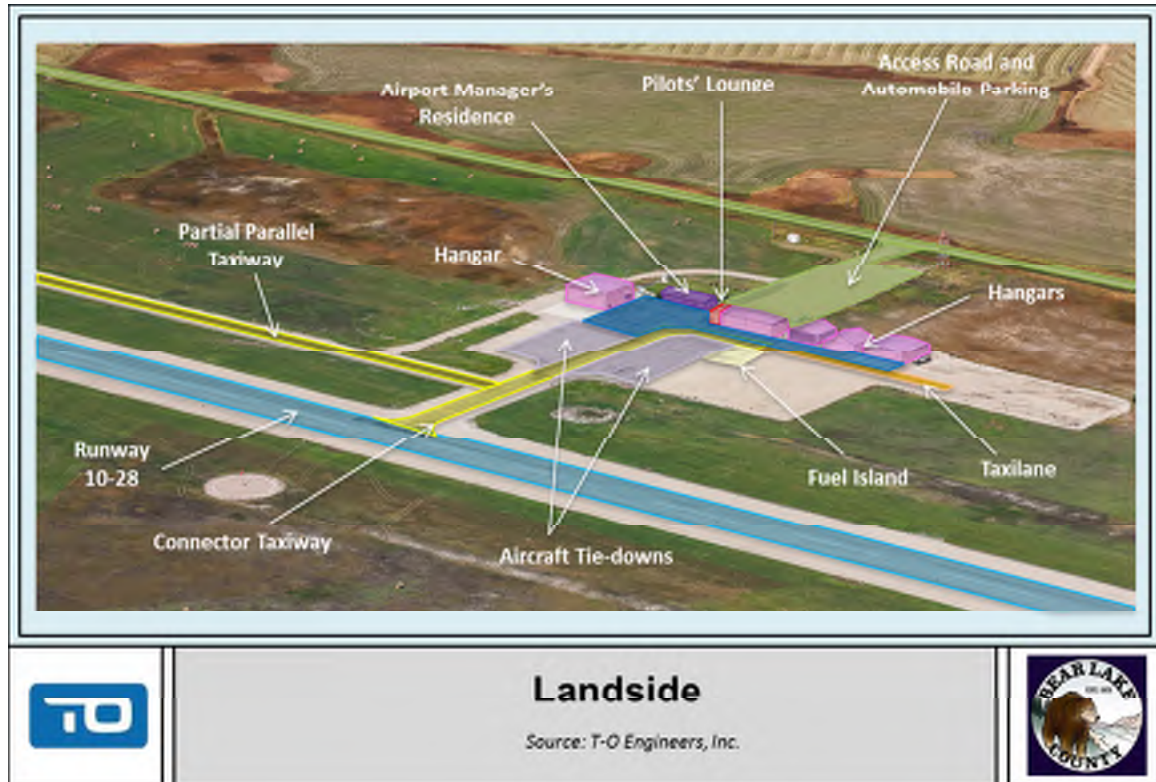 Access Road and
Automobile Parking
Pilots' Lounge
Airport Manager's
Residence
Partial Parallel
Taxiway
Hangar
Hangars
Runway
10-28
Fuel Island
Taxilane
Connector Taxiway
Aircraft Tie-downs
TO
Landside
Source: T-O Engineers, Inc.
BEAR LAKE
COUNTY